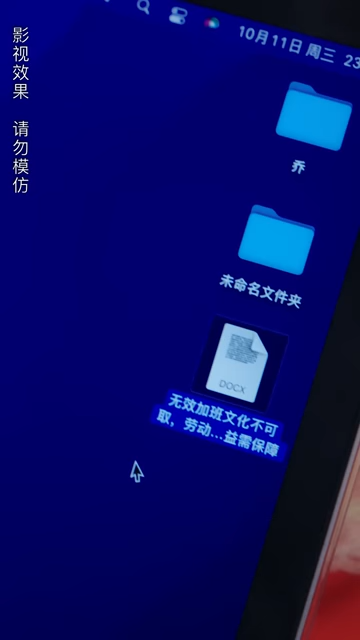 影视效果 请勿模仿
10月11日 周三 23
乔
未命名文件夹
DOCX
无效加班文化不可
取，劳动...益需保障